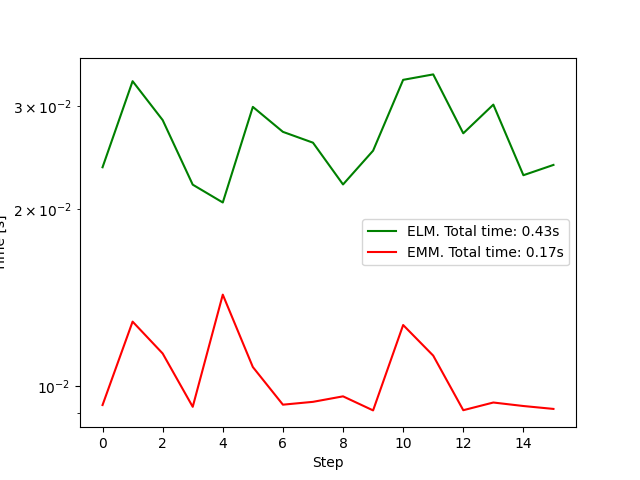 3 × 10⁻²
2 × 10⁻²
10⁻²
Time [s]
ELM. Total time: 0.43s
EMM. Total time: 0.17s
0 2 4 6 8 10 12 14
Step